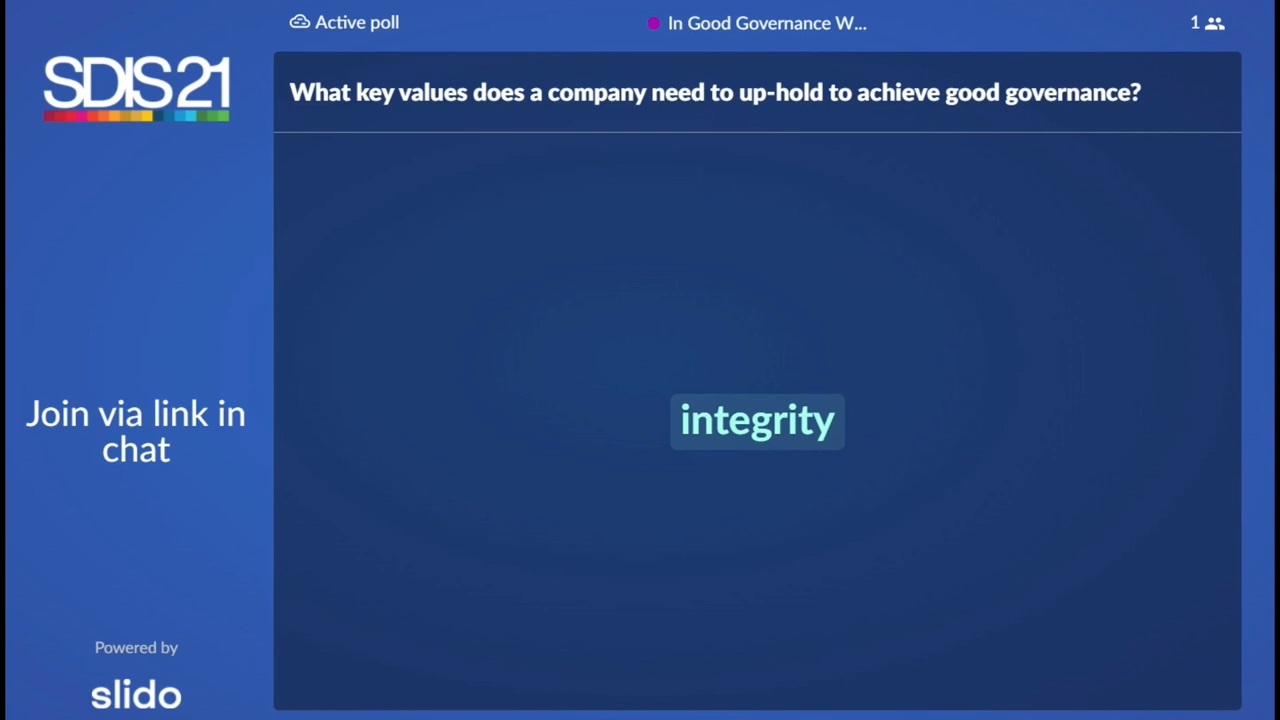 Active poll
In Good Governance W...
1
SDIS21
What key values does a company need to up-hold to achieve good governance?
integrity
Join via link in
chat
Powered by
slido